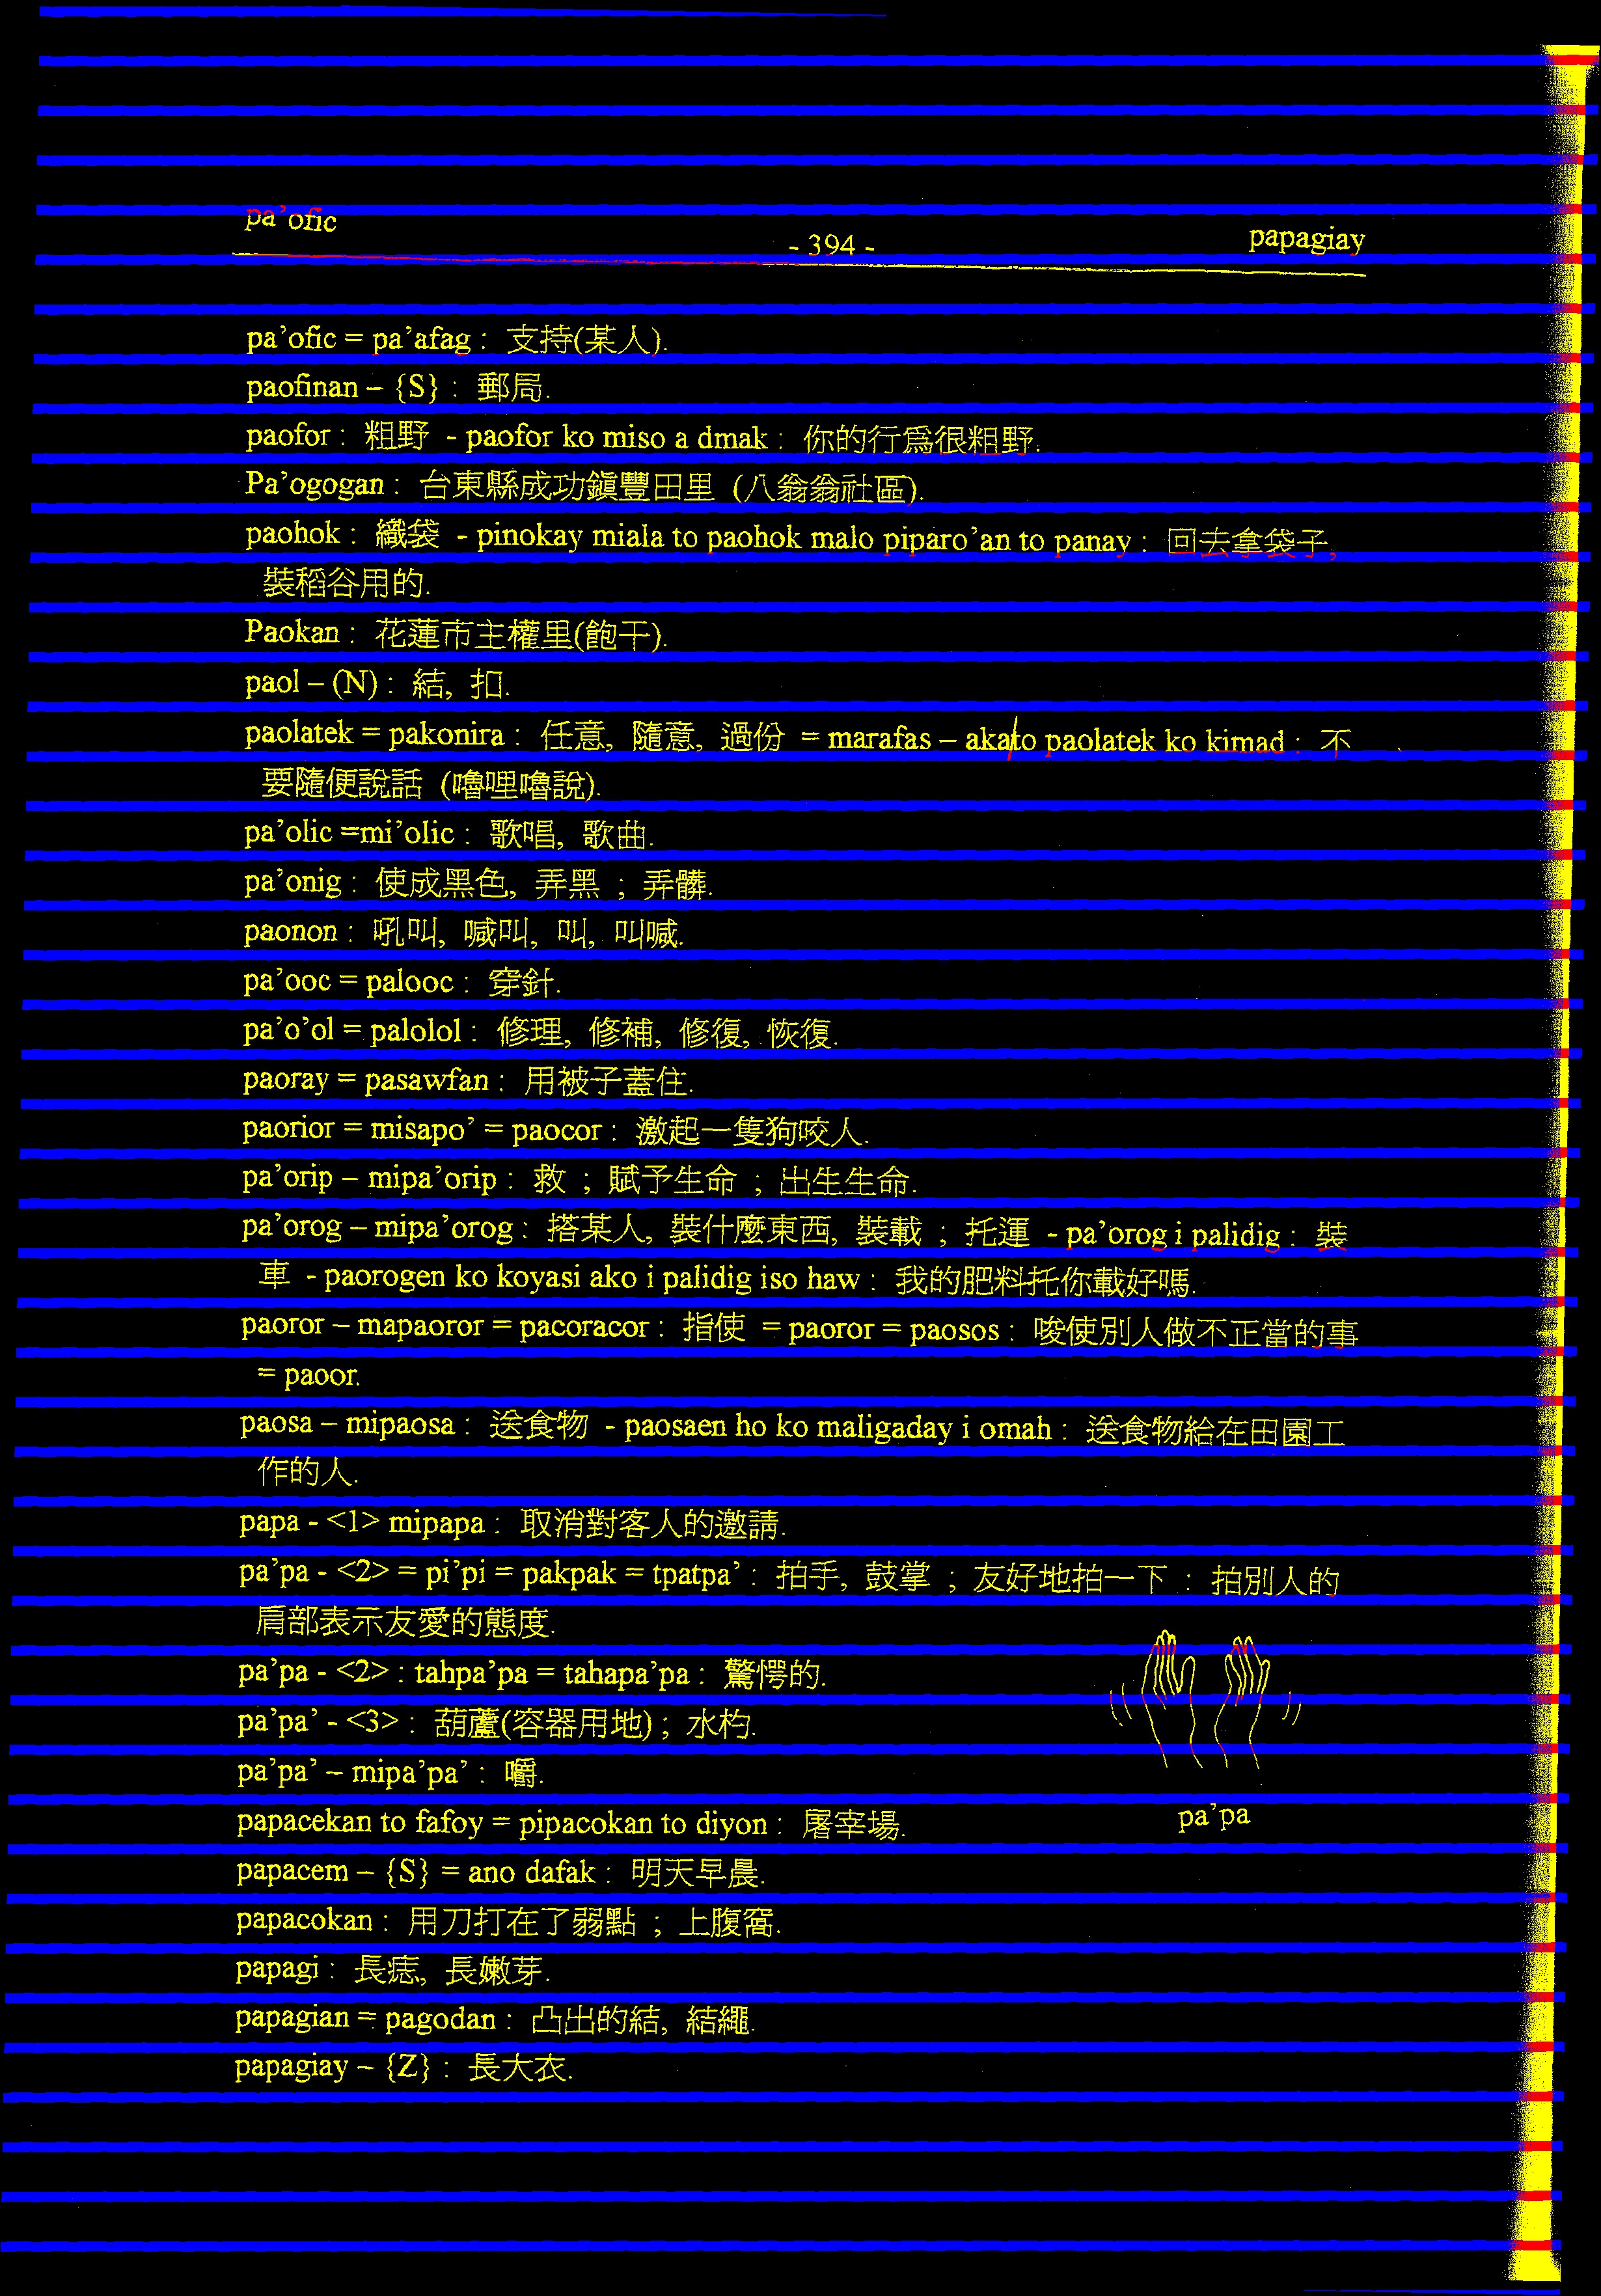 pa’ofic - 394 - papagiay
pa’ofic = pa’afag : 支持(某人).
paofinan – {S} : 郵局.
paofor : 粗野 - paofor ko miso a dmak : 你的行為很粗野.
Pa’ogogan : 台東縣成功鎮豐田里 (八翁翁社區).
paohok : 織袋 - pinokay miala to paohok malo piparo’an to panay : 回去拿袋子,
裝稻谷用的.
Paokan : 花蓮市主權里(飽干).
paol – (N) : 結, 扣.
paolatek = pakonira : 任意, 隨意, 過份 = marafas – aka/to paolatek ko kimad : 不
要隨便說話 (嚕哩嚕說).
pa’olic =mi’olic : 歌唱, 歌曲.
pa’onig : 使成黑色, 弄黑 ; 弄髒.
paonon : 吼叫, 喊叫, 叫, 叫喊.
pa’ooc = palooc : 穿針.
pa’o’ol = palolol : 修理, 修補, 修復, 恢復.
paoray = pasawfan : 用被子蓋住.
paorior = misapo’ = paocor : 激起一隻狗咬人.
pa’orip – mipa’orip : 救 ; 賦予生命 ; 出生生命.
pa’orog – mipa’orog : 搭某人, 裝什麼東西, 裝載 ; 托運 - pa’orog i palidig : 裝
車 - paorogen ko koyasi ako i palidig iso haw : 我的肥料托你載好嗎.
paoror – mapaoror = pacoracor : 指使 = paoror = paosos : 唆使別人做不正當的事
= paoor.
paosa – mipaosa : 送食物 - paosaen ho ko maligaday i omah : 送食物給在田園工
作的人.
papa - <1> mipapa : 取消對客人的邀請.
pa’pa - <2> = pi’pi = pakpak = tpatpa’ : 拍手, 鼓掌 ; 友好地拍一下 : 拍別人的
肩部表示友愛的態度.
pa’pa - <2> : tahpa’pa = tahapa’pa : 驚愕的.
pa’pa’ - <3> : 葫蘆(容器用地) ; 水杓.
pa’pa’ – mipa’pa’ : 嚼.
papacekan to fafoy = pipacokan to diyon : 屠宰場.
pa’pa
papacem – {S} = ano dafak : 明天早晨.
papacokan : 用刀打在了弱點 ; 上腹窩.
papagi : 長痣, 長嫩芽.
papagian = pagodan : 凸出的結, 結繩.
papagiay – {Z} : 長大衣.